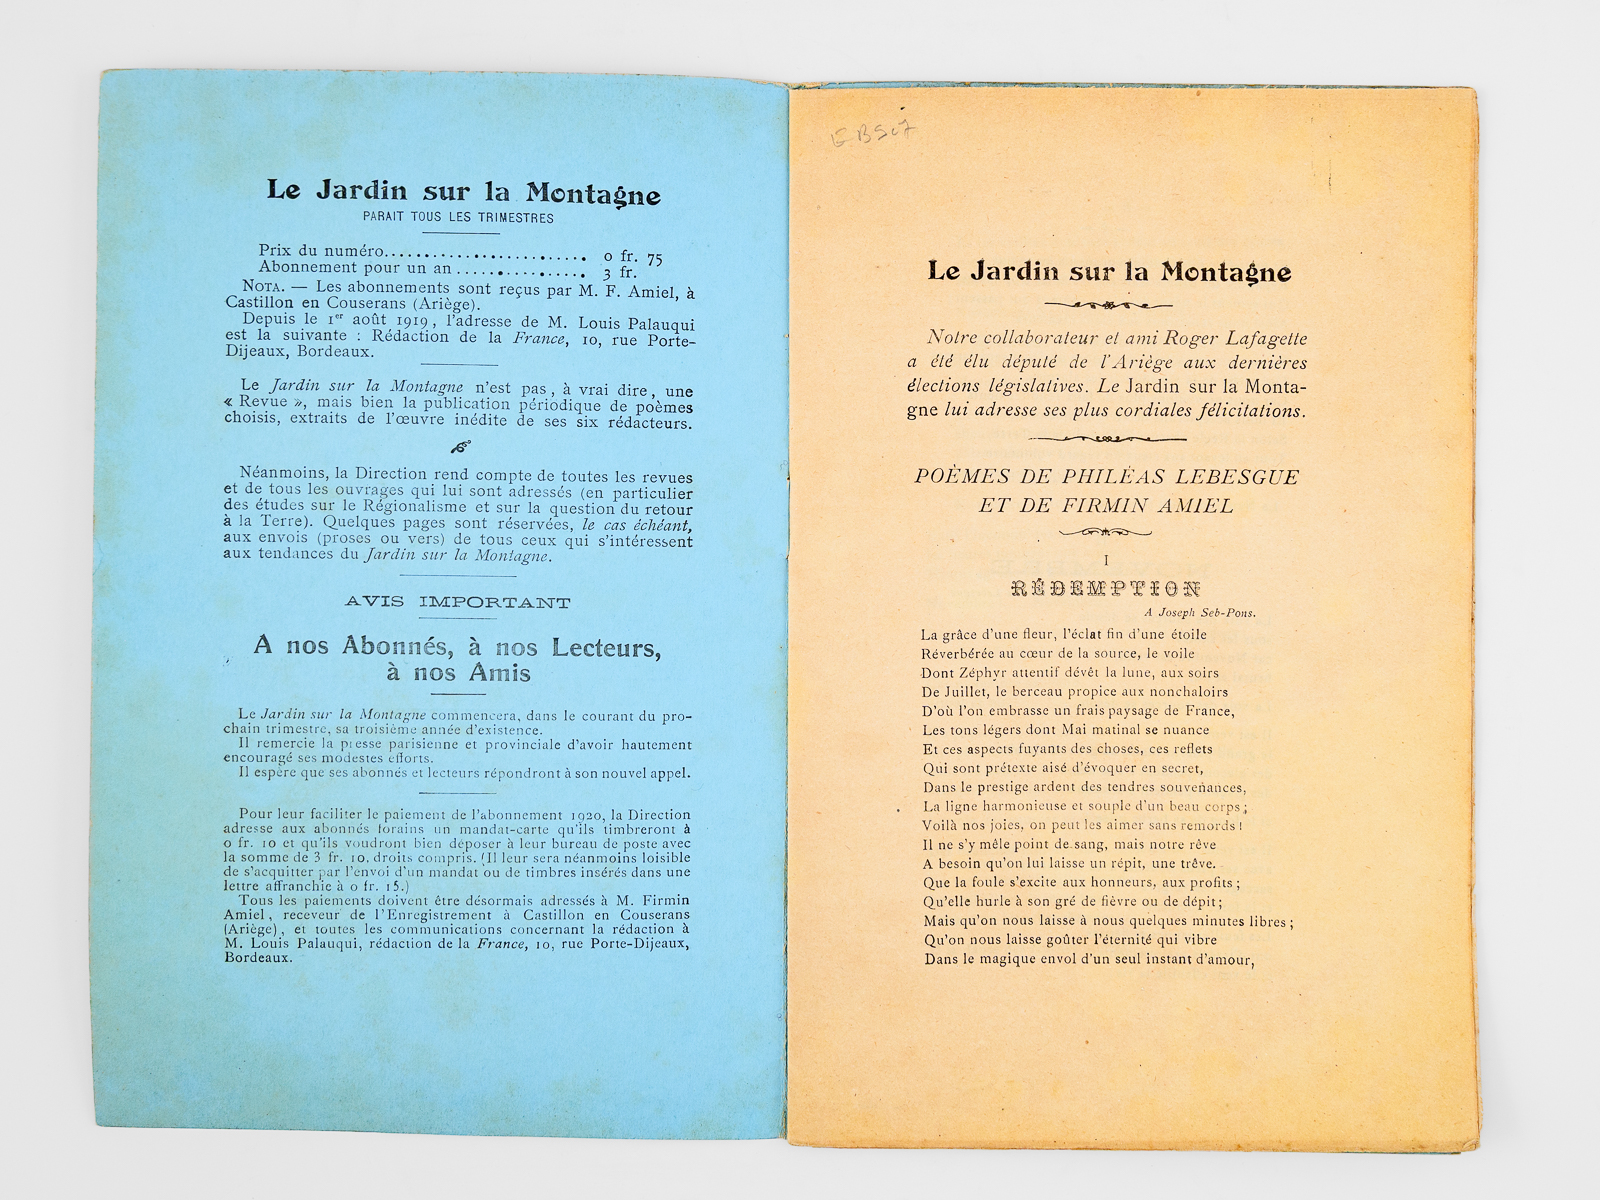 Le Jardin sur la Montagne
PARAIT TOUS LES TRIMESTRES
Prix du numéro......................... 0 fr. 75
Abonnement pour un an ................ 3 fr.
NOTA. — Les abonnements sont reçus par M. F. Amiel, à
Castillon en Couserans (Ariège).
Depuis le 1er août 1919, l'adresse de M. Louis Palauqui
est la suivante : Rédaction de la France, 10, rue Porte-
Dijeaux, Bordeaux.
Le Jardin sur la Montagne n'est pas, à vrai dire, une
« Revue », mais bien la publication périodique de poèmes
choisis, extraits de l'œuvre inédite de ses six rédacteurs.
Néanmoins, la Direction rend compte de toutes les revues
et de tous les ouvrages qui lui sont adressés (en particulier
des études sur le Régionalisme et sur la question du retour
à la Terre). Quelques pages sont réservées, le cas échéant,
aux envois (proses ou vers) de tous ceux qui s'intéressent
aux tendances du Jardin sur la Montagne.
AVIS IMPORTANT
A nos Abonnés, à nos Lecteurs,
à nos Amis
Le Jardin sur la Montagne commencera, dans le courant du pro-
chain trimestre, sa troisième année d'existence.
Il remercie la presse parisienne et provinciale d'avoir hautement
encouragé ses modestes efforts.
Il espère que ses abonnés et lecteurs répondront à son nouvel appel.
Pour leur faciliter le paiement de l'abonnement 1920, la Direction
adresse aux abonnés forains un mandat-carte qu'ils timbreront à
0 fr. 10 et qu'ils voudront bien déposer à leur bureau de poste avec
la somme de 3 fr. 10, droits compris. (Il leur sera néanmoins loisible
de s'acquitter par l'envoi d'un mandat ou de timbres insérés dans une
lettre affranchie à 0 fr. 15.)
Tous les paiements doivent être désormais adressés à M. Firmin
Amiel, receveur de l'Enregistrement à Castillon en Couserans
(Ariège), et toutes les communications concernant la rédaction à
M. Louis Palauqui, rédaction de la France, 10, rue Porte-Dijeaux,
Bordeaux.
Le Jardin sur la Montagne
Notre collaborateur et ami Roger Lafagette
a été élu député de l'Ariège aux dernières
élections législatives. Le Jardin sur la Monta-
gne lui adresse ses plus cordiales félicitations.
POÈMES DE PHILÉAS LEBESGUE
ET DE FIRMIN AMIEL
I
RÉDEMPTION
A Joseph Seb-Pons.
La grâce d'une fleur, l'éclat fin d'une étoile
Réverbérée au cœur de la source, le voile
Dont Zéphyr attentif dévêt la lune, aux soirs
De Juillet, le berceau propice aux nonchaloirs
D'où l'on embrasse un frais paysage de France,
Les tons légers dont Mai matinal se nuance
Et ces aspects fuyants des choses, ces reflets
Qui sont prétexte aisé d'évoquer en secret,
Dans le prestige ardent des tendres souvenances,
La ligne harmonieuse et souple d'un beau corps ;
Voilà nos joies, on peut les aimer sans remords !
Il ne s'y mêle point de sang, mais notre rêve
A besoin qu'on lui laisse un répit, une trêve.
Que la foule s'excite aux honneurs, aux profits ;
Qu'elle hurle à son gré de fièvre ou de dépit ;
Mais qu'on nous laisse à nous quelques minutes libres ;
Qu'on nous laisse goûter l'éternité qui vibre
Dans le magique envol d'un seul instant d'amour,